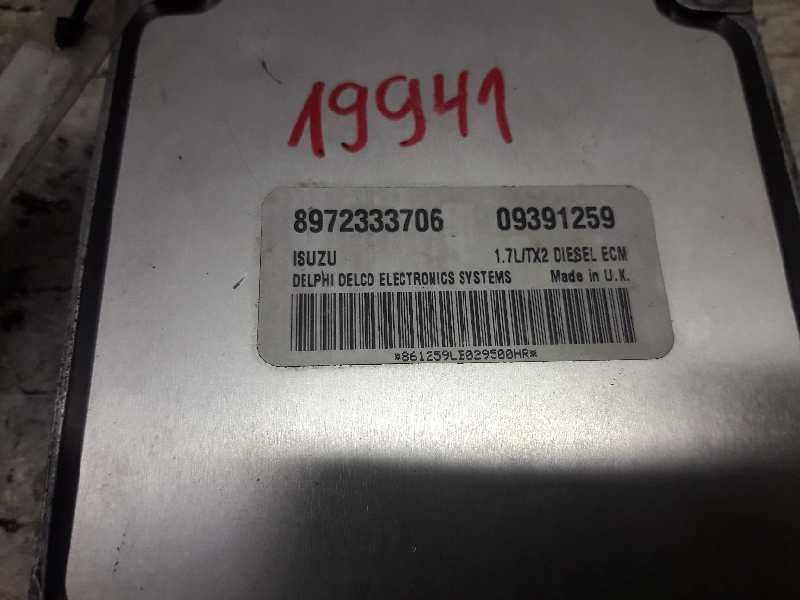 19941
8972333706 09391259
ISUZU 1.7L/TX2 DIESEL ECM
DELPHI DELCO ELECTRONICS SYSTEMS Made in U.K.
*861259LE029500HR*